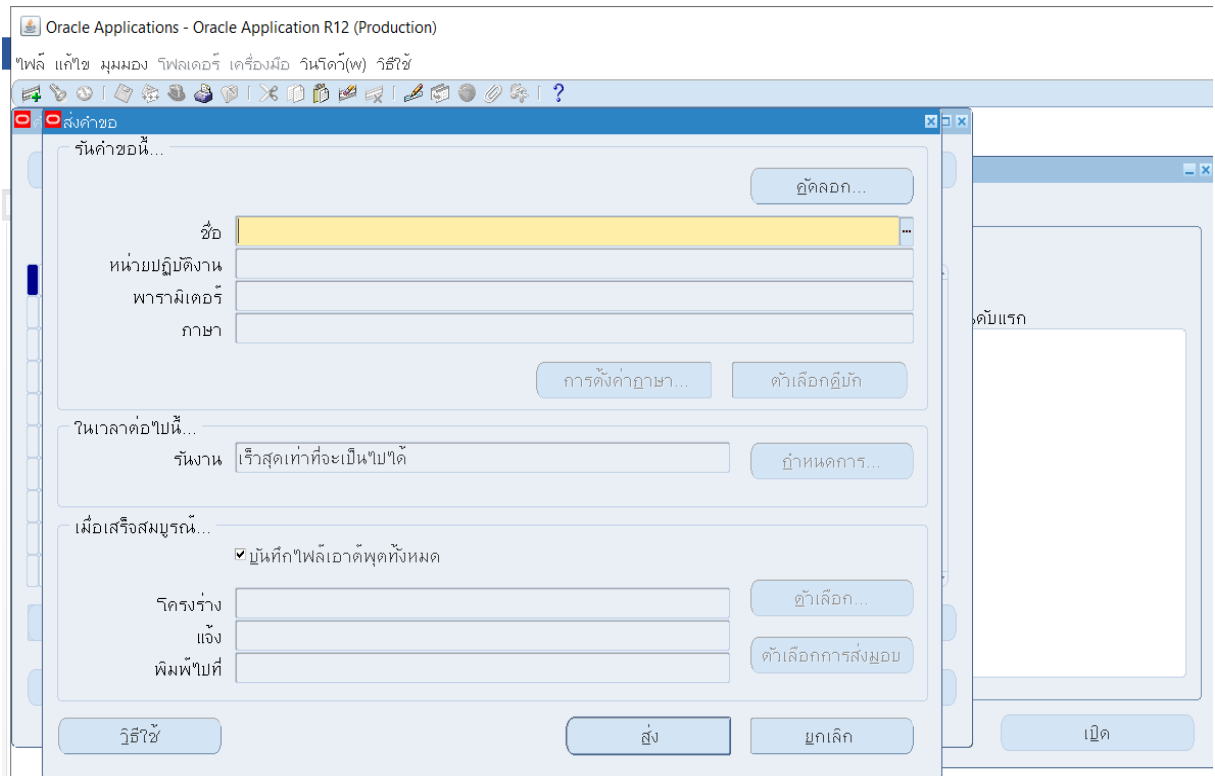 Oracle Applications - Oracle Application R12 (Production)
ไฟล์ แก้ไข มุมมอง โฟลเดอร์ เครื่องมือ วินโดว์(W) วิธีใช้
ส่งคำขอ
รันคำขอนี้...
คัดลอก...
ชื่อ
หน่วยปฏิบัติงาน
พารามิเตอร์
ภาษา
นดับแรก
การตั้งค่าภาษา...
ตัวเลือกดีบัก
ในเวลาต่อไปนี้...
รันงาน เร็วสุดเท่าที่จะเป็นไปได้
กำหนดการ...
เมื่อเสร็จสมบูรณ์...
บันทึกไฟล์เอาต์พุตทั้งหมด
โครงร่าง
ตัวเลือก...
แจ้ง
พิมพ์ไปที่
ตัวเลือกการส่งมอบ
วิธีใช้
ส่ง
ยกเลิก
เปิด